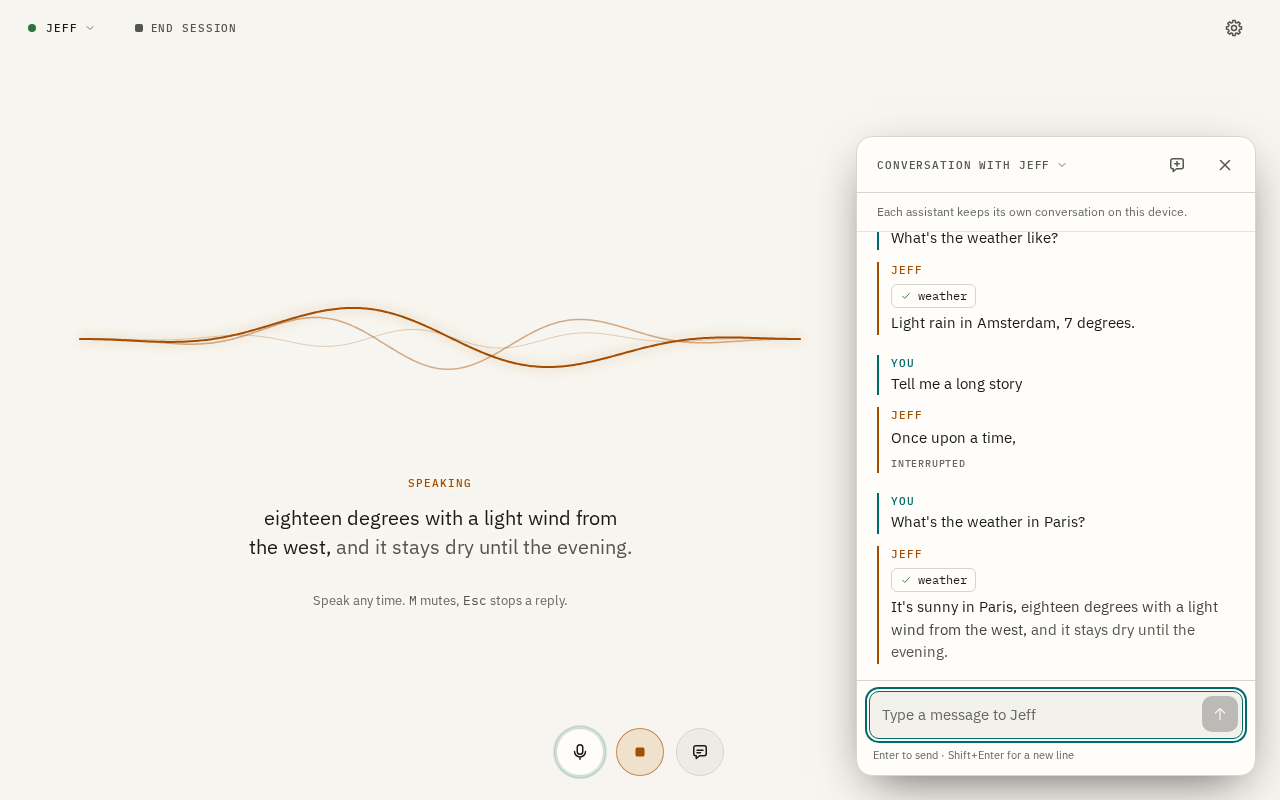 JEFF
END SESSION
SPEAKING
eighteen degrees with a light wind from
the west, and it stays dry until the evening.
Speak any time. M mutes, Esc stops a reply.
CONVERSATION WITH JEFF
Each assistant keeps its own conversation on this device.
What's the weather like?
JEFF
weather
Light rain in Amsterdam, 7 degrees.
YOU
Tell me a long story
JEFF
Once upon a time,
INTERRUPTED
YOU
What's the weather in Paris?
JEFF
weather
It's sunny in Paris, eighteen degrees with a light
wind from the west, and it stays dry until the
evening.
Type a message to Jeff
Enter to send · Shift+Enter for a new line